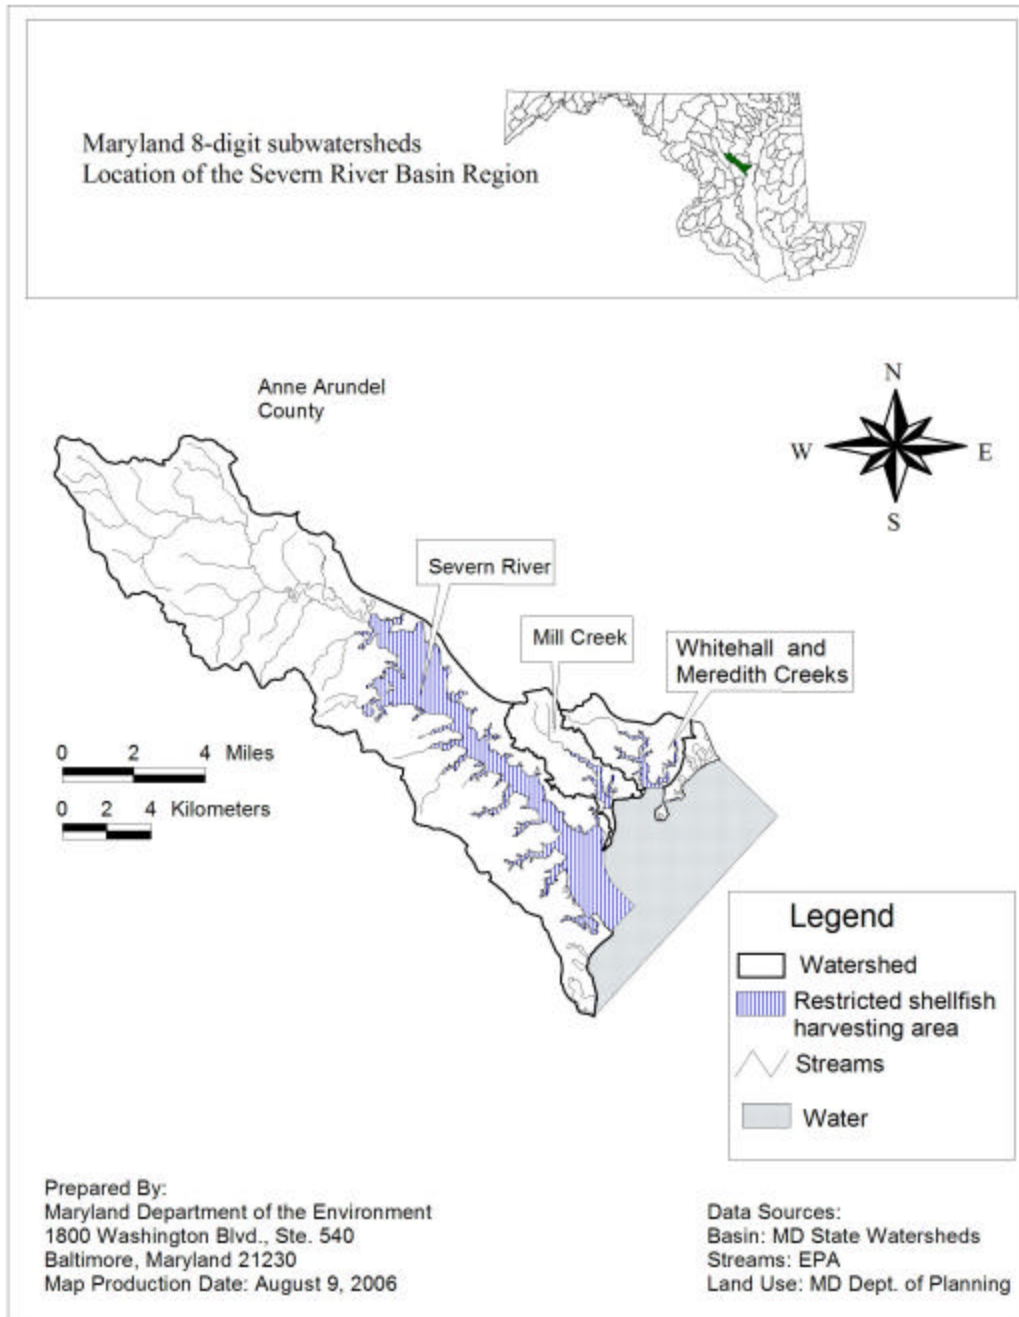 Maryland 8-digit subwatersheds
Location of the Severn River Basin Region
Anne Arundel
County
N
W
E
S
Severn River
Mill Creek
Whitehall and
Meredith Creeks
0 2 4 Miles
0 2 4 Kilometers
Legend
Watershed
Restricted shellfish
harvesting area
Streams
Water
Prepared By:
Maryland Department of the Environment
1800 Washington Blvd., Ste. 540
Baltimore, Maryland 21230
Map Production Date: August 9, 2006
Data Sources:
Basin: MD State Watersheds
Streams: EPA
Land Use: MD Dept. of Planning